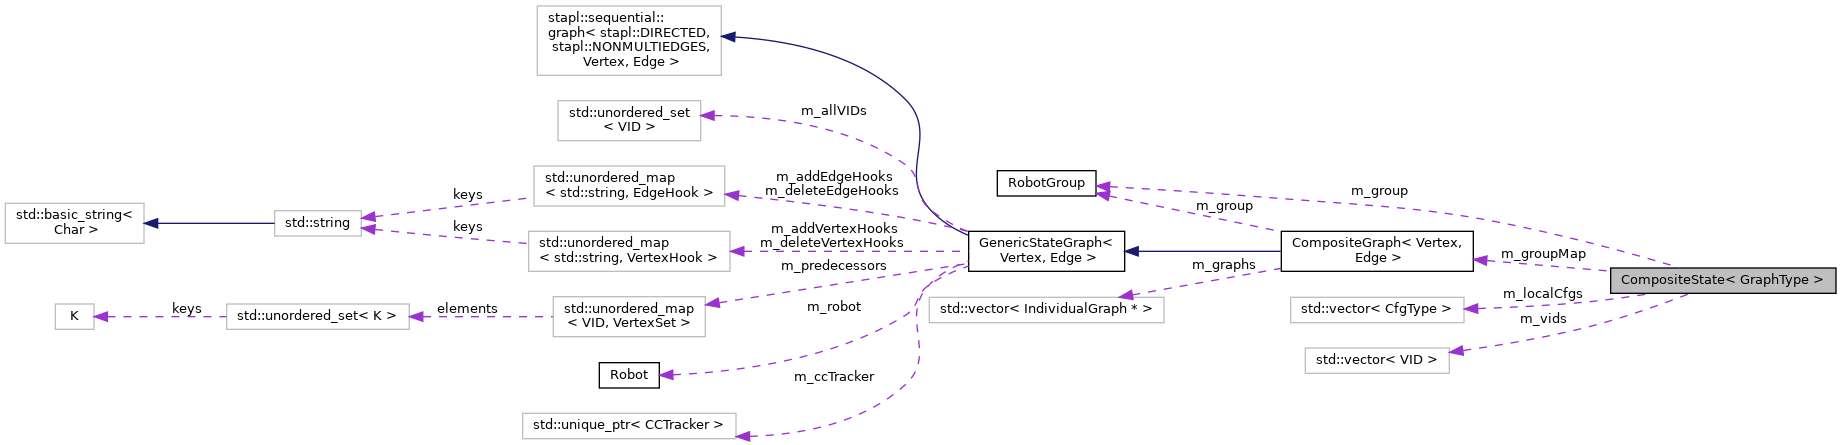 stapl::sequential::
graph< stapl::DIRECTED,
stapl::NONMULTIEDGES,
Vertex, Edge >
std::unordered_set
< VID >
m_allVIDs
std::unordered_map
< std::string, EdgeHook >
m_addEdgeHooks
m_deleteEdgeHooks
keys
std::basic_string<
Char >
std::string
keys
std::unordered_map
< std::string, VertexHook >
m_addVertexHooks
m_deleteVertexHooks
m_predecessors
K
keys
std::unordered_set< K >
elements
std::unordered_map
< VID, VertexSet >
m_robot
Robot
m_ccTracker
std::unique_ptr< CCTracker >
GenericStateGraph<
Vertex, Edge >
RobotGroup
m_group
m_group
CompositeGraph< Vertex,
Edge >
m_graphs
std::vector< IndividualGraph * >
m_groupMap
CompositeState< GraphType >
m_localCfgs
std::vector< CfgType >
m_vids
std::vector< VID >